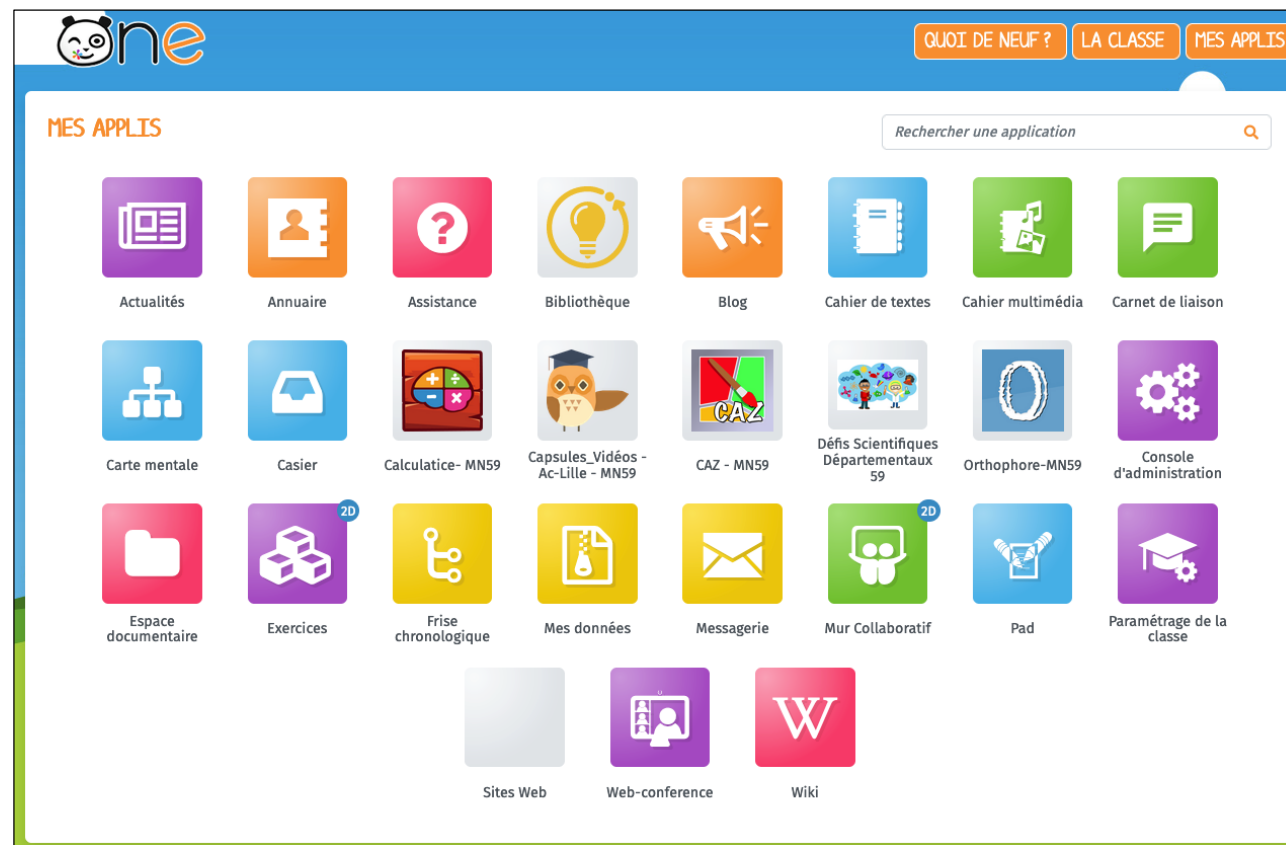 One
QUOI DE NEUF ?
LA CLASSE
MES APPLIS
MES APPLIS
Rechercher une application
Actualités
Annuaire
Assistance
Bibliothèque
Blog
Cahier de textes
Cahier multimédia
Carnet de liaison
CAZ
Carte mentale
Casier
Calculatice- MN59
Capsules_Vidéos -
Ac-Lille - MN59
CAZ - MN59
Défis Scientifiques
Départementaux
59
Orthophore-MN59
Console
d'administration
2D
2D
Espace
documentaire
Exercices
Frise
chronologique
Mes données
Messagerie
Mur Collaboratif
Pad
Paramétrage de la
classe
W
Sites Web
Web-conference
Wiki